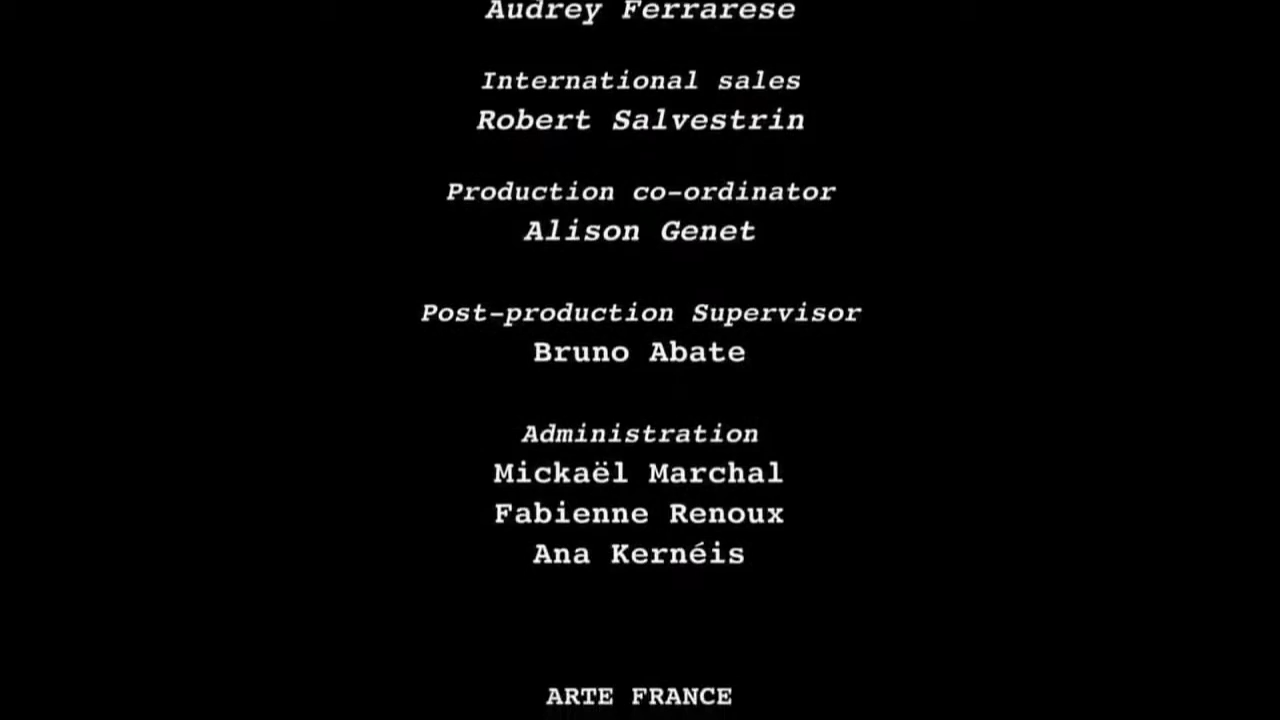 Audrey Ferrarese
International sales
Robert Salvestrin
Production co-ordinator
Alison Genet
Post-production Supervisor
Bruno Abate
Administration
Mickaël Marchal
Fabienne Renoux
Ana Kernéis
ARTE FRANCE